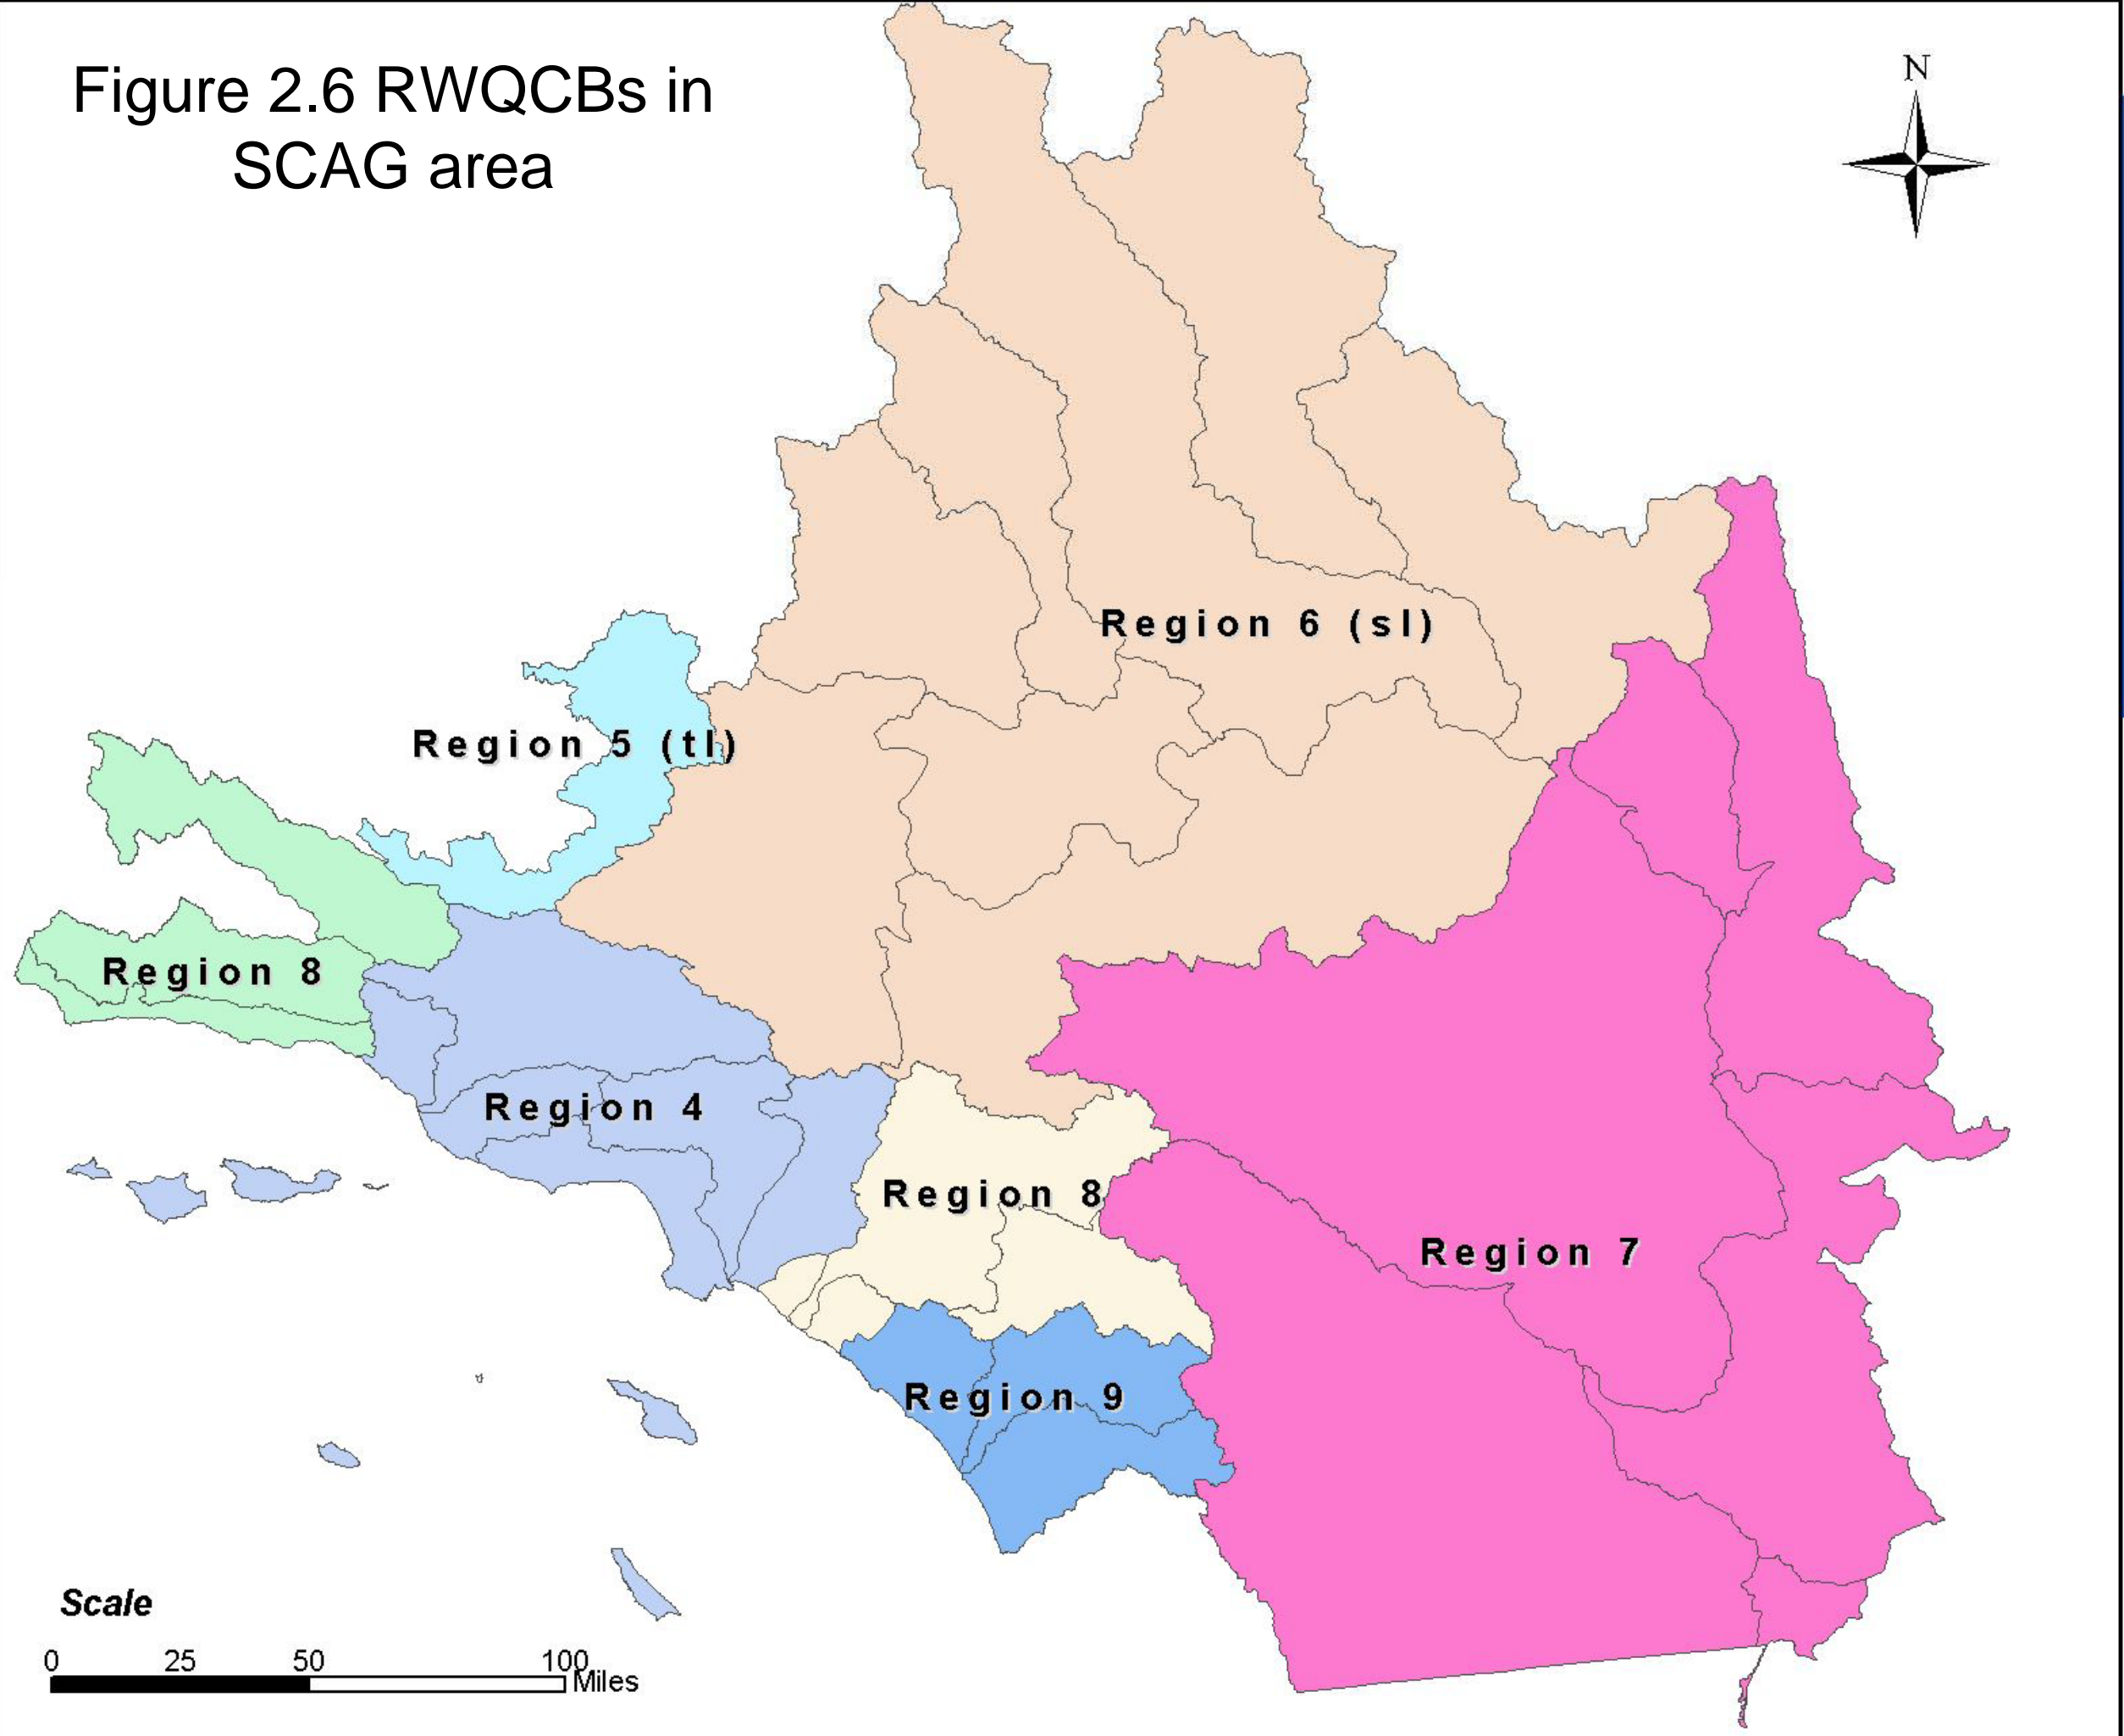 Figure 2.6 RWQCBs in
SCAG area
N
Region 6 (sl)
Region 5 (tl)
Region 8
Region 4
Region 8
Region 7
Region 9
Scale
0 25 50 100
Miles